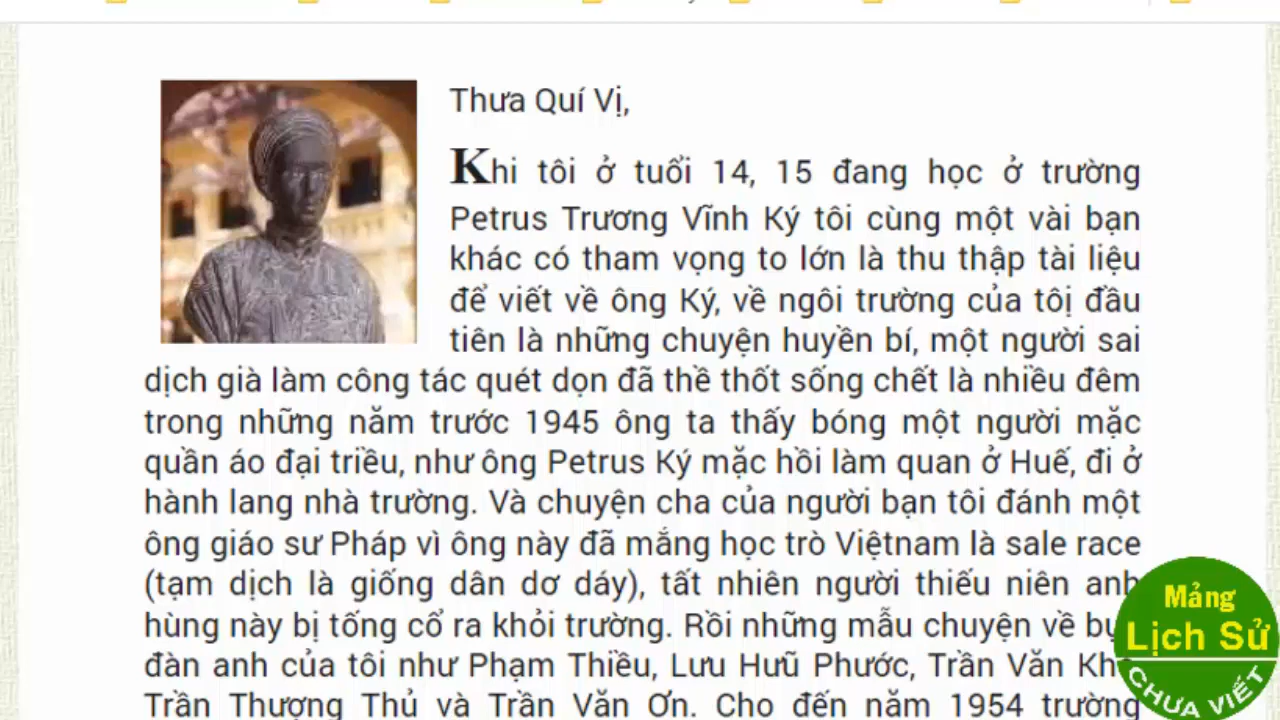 Thưa Quí Vị,
Khi tôi ở tuổi 14, 15 đang học ở trường
Petrus Trương Vĩnh Ký tôi cùng một vài bạn
khác có tham vọng to lớn là thu thập tài liệu
để viết về ông Ký, về ngôi trường của tôị đầu
tiên là những chuyện huyền bí, một người sai
dịch già làm công tác quét dọn đã thề thốt sống chết là nhiều đêm
trong những năm trước 1945 ông ta thấy bóng một người mặc
quần áo đại triều, như ông Petrus Ký mặc hồi làm quan ở Huế, đi ở
hành lang nhà trường. Và chuyện cha của người bạn tôi đánh một
ông giáo sư Pháp vì ông này đã mắng học trò Việtnam là sale race
(tạm dịch là giống dân dơ dáy), tất nhiên người thiếu niên anh
hùng này bị tống cổ ra khỏi trường. Rồi những mẫu chuyện về
đàn anh của tôi như Phạm Thiều, Lưu Hưũ Phước, Trần Văn
Trần Thượng Thủ và Trần Văn Ơn. Cho đến năm 1954 trường
Mảng
Lịch Sử
CHƯA VIẾT